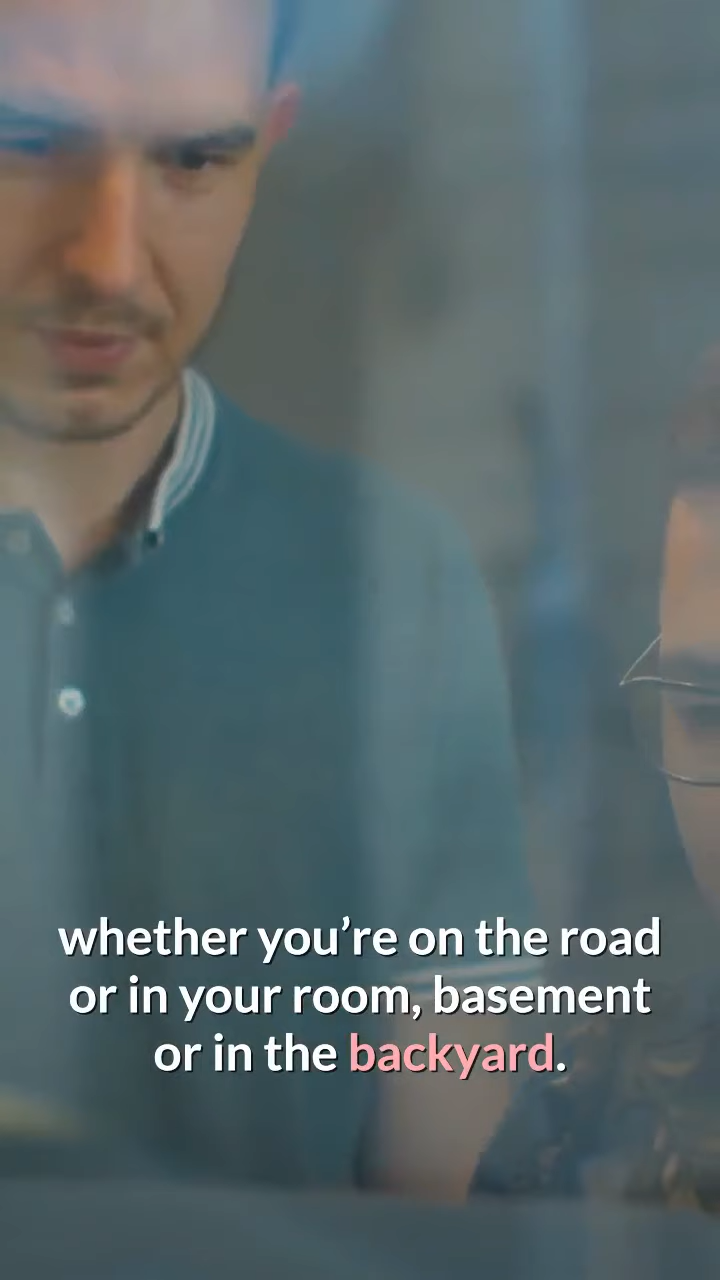 whether you’re on the road
or in your room, basement
or in the backyard.